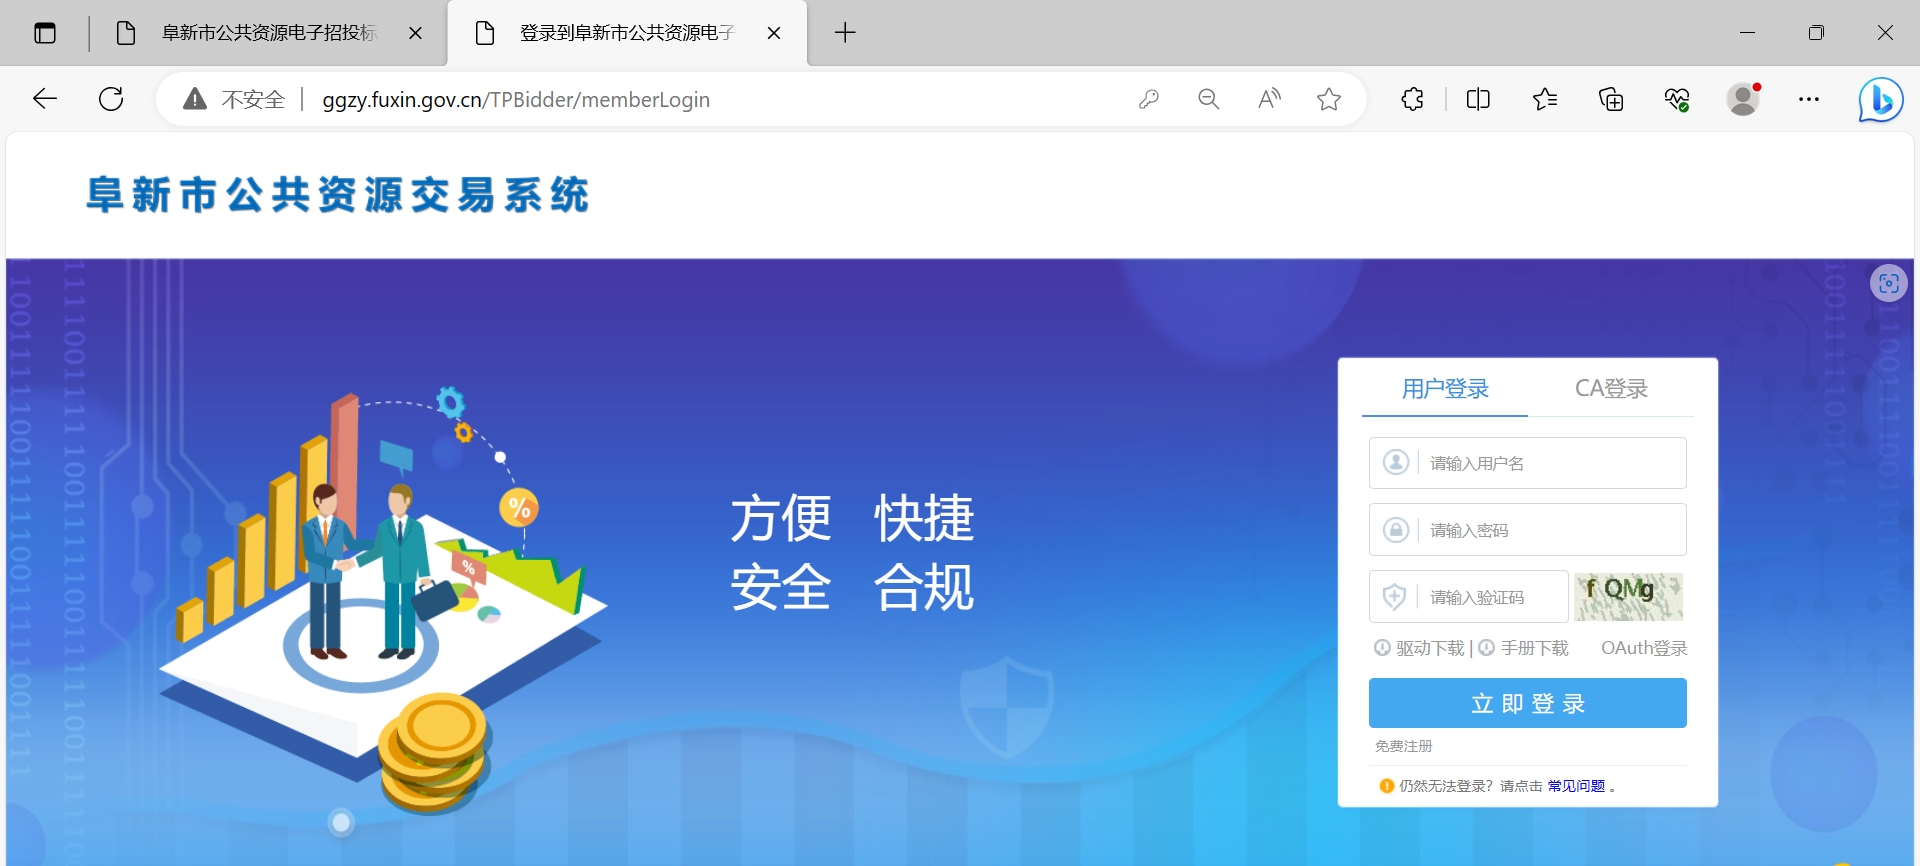 阜新市公共资源电子招投标
登录到阜新市公共资源电子
不安全
ggzy.fuxin.gov.cn/TPBidder/memberLogin
阜新市公共资源交易系统
方便 快捷
安全 合规
%
%
用户登录 CA登录
请输入用户名
请输入密码
请输入验证码
fQMg
驱动下载 | 手册下载 OAuth登录
立即登录
免费注册
仍然无法登录？请点击 常见问题 。